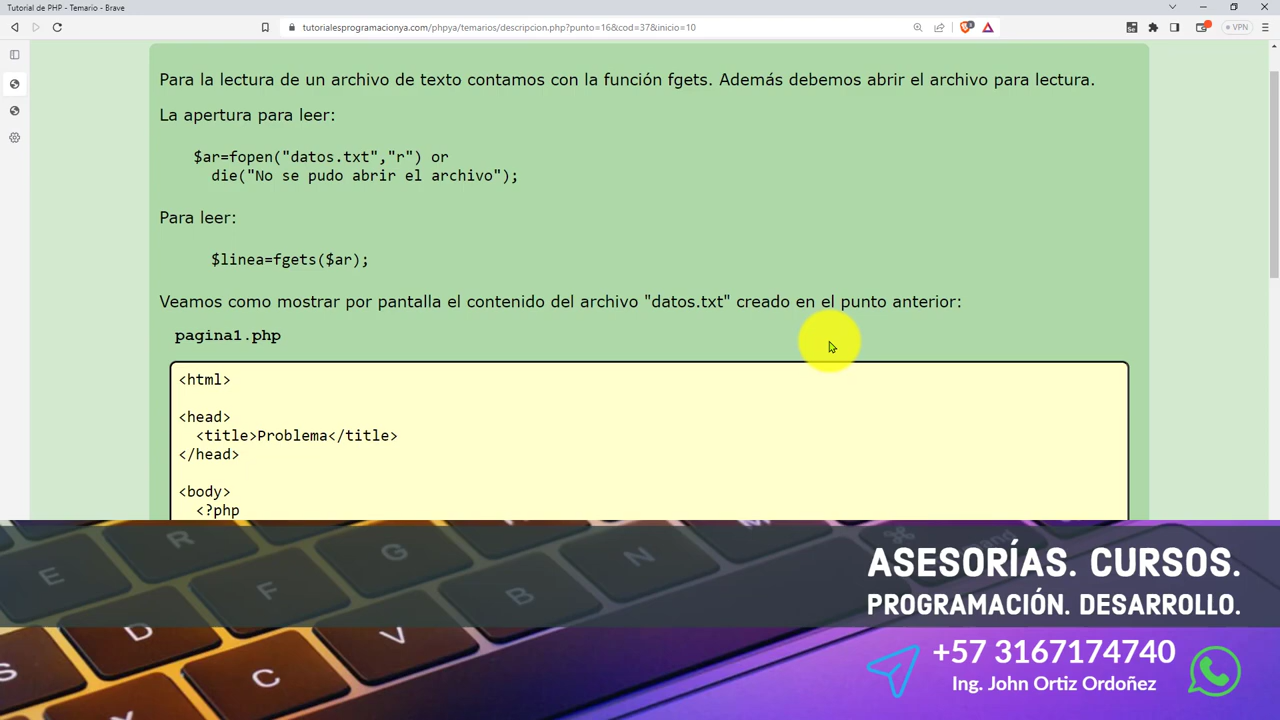 Tutorial de PHP - Temario - Brave
tutorialesprogramacionya.com/phpya/temarios/descripcion.php?punto=16&cod=37&inicio=10
VPN
Para la lectura de un archivo de texto contamos con la función fgets. Además debemos abrir el archivo para lectura.
La apertura para leer:
$ar=fopen("datos.txt","r") or
die("No se pudo abrir el archivo");
Para leer:
$linea=fgets($ar);
Veamos como mostrar por pantalla el contenido del archivo "datos.txt" creado en el punto anterior:
pagina1.php
<html>
<head>
<title>Problema</title>
</head>
<body>
<?php
ASESORÍAS. CURSOS.
PROGRAMACIÓN. DESARROLLO.
+57 3167174740
Ing. John Ortiz Ordoñez
E
R
G
N
B
D
V
C
S